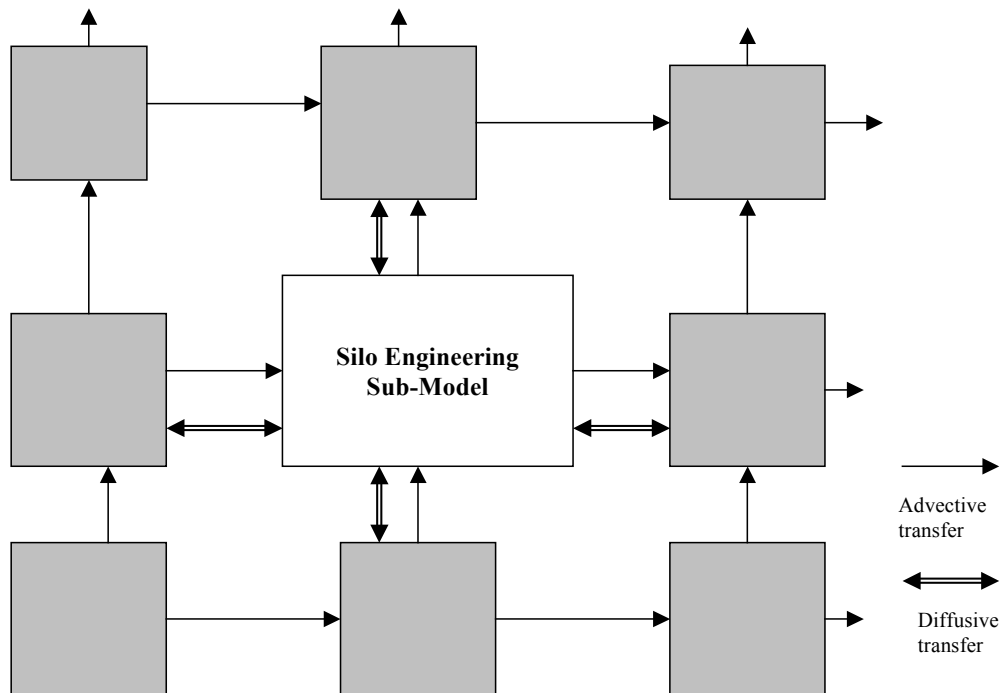 Silo Engineering
Sub-Model
Advective
transfer
Diffusive
transfer